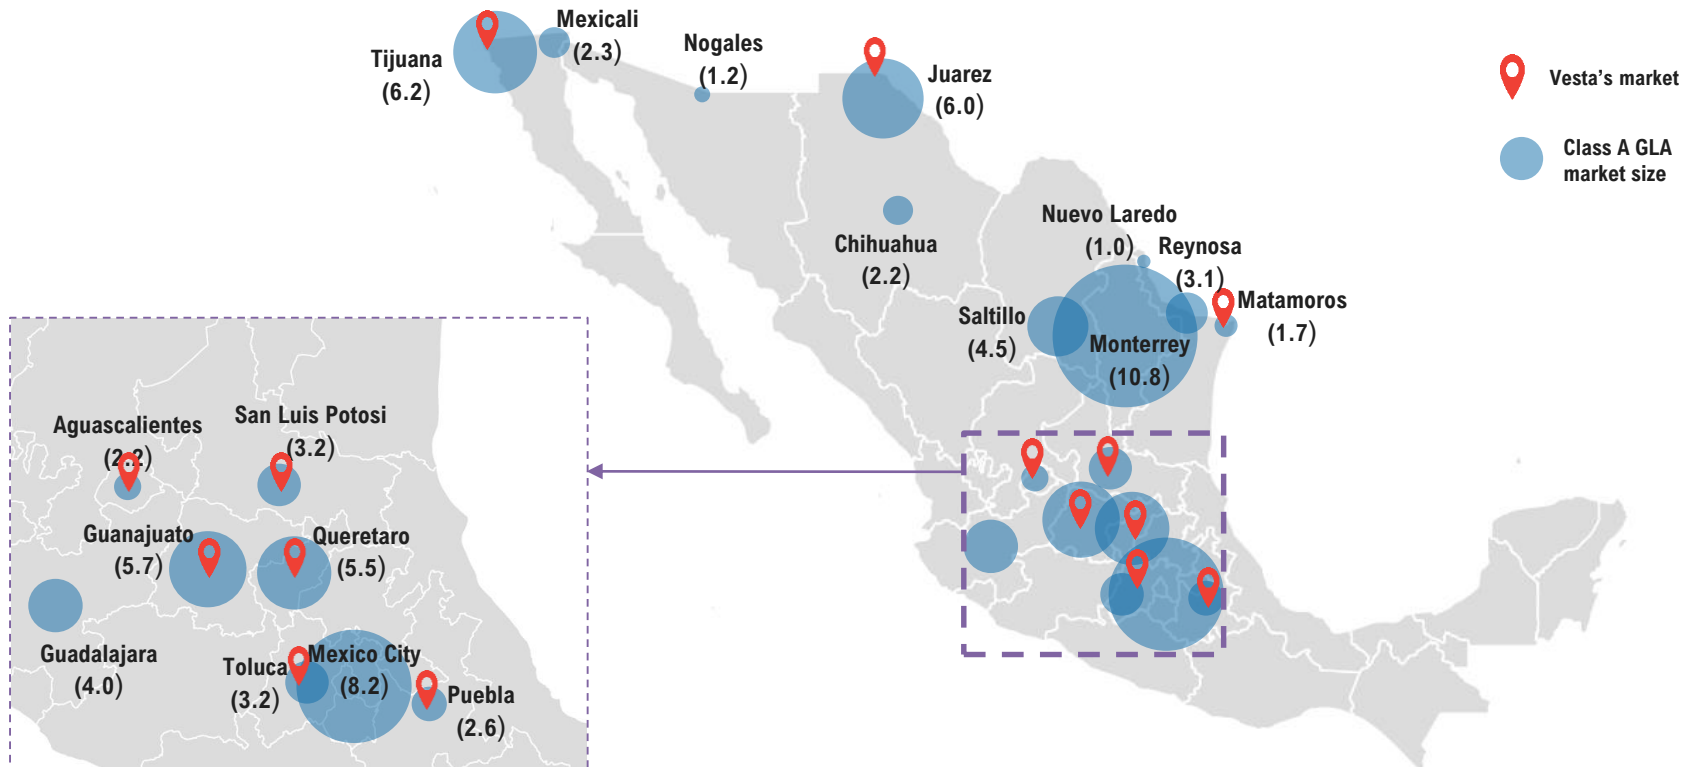 Tijuana
(6.2)
Mexicali
(2.3)
Nogales
(1.2)
Juarez
(6.0)
Vesta's market
Class A GLA
market size
Chihuahua
(2.2)
Nuevo Laredo
(1.0)
Reynosa
(3.1)
Matamoros
(1.7)
Saltillo
(4.5)
Monterrey
(10.8)
Aguascalientes
(2.2)
San Luis Potosi
(3.2)
Guanajuato
(5.7)
Queretaro
(5.5)
Guadalajara
(4.0)
Toluca
(3.2)
Mexico City
(8.2)
Puebla
(2.6)